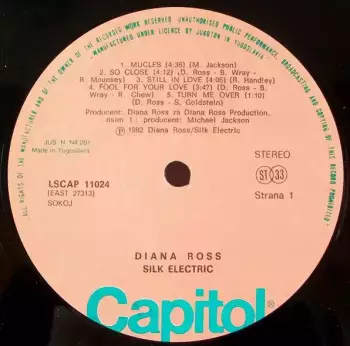 ALL RIGHTS OF THE MANUFACTURER AND OF THE OWNER OF THE RECORDED WORK RESERVED UNAUTHORISED PUBLIC PERFORMANCE, BROADCASTING AND COPYING OF THIS RECORD PROHIBITED
MANUFACTURED UNDER LICENCE BY JUGOTON IN YUGOSLAVIA
1. MUCLES (4:36) (M. Jackson)
2. SO CLOSE (4:12) (D. Ross - B. Wray -
R. Mounsey) 3. STILL IN LOVE (4:00) (R. Handley)
4. FOOL FOR YOUR LOVE (3:47) (D. Ross - B.
Wray - R. Chew) 5. TURN ME OVER (1:10)
(D. Ross - S. Goldstein)
Producent: Diana Ross za Diana Ross Production
osim 1.: producent: Michael Jackson
℗ 1982 Diana Ross/Silk Electric
JUS N N4.261
Made in Yugoslavia
STEREO
LSCAP 11024
(EAST 27313)
SOKOJ
ST 33
Strana 1
DIANA ROSS
SILK ELECTRIC
Capitol®